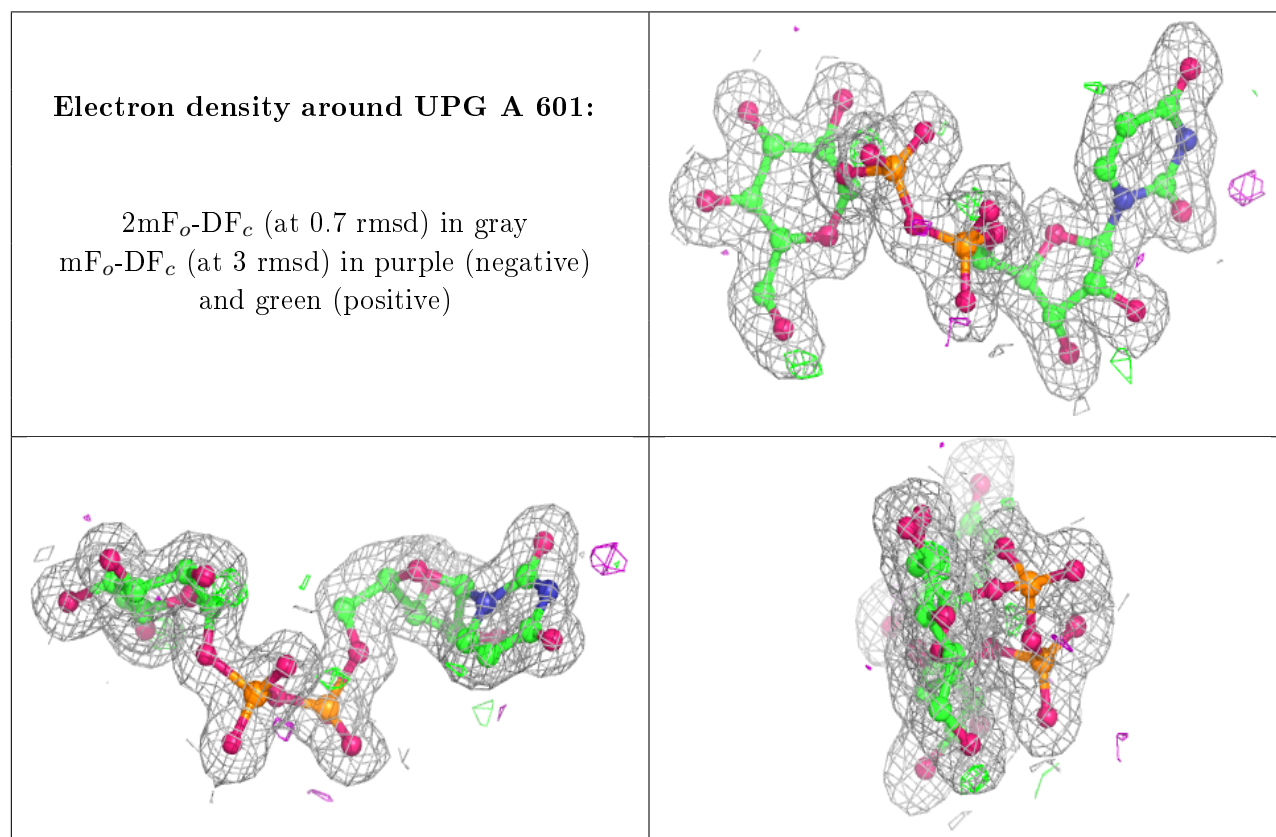 Electron density around UPG A 601:
2mFₒ-DF𝒸 (at 0.7 rmsd) in gray
mFₒ-DF𝒸 (at 3 rmsd) in purple (negative)
and green (positive)